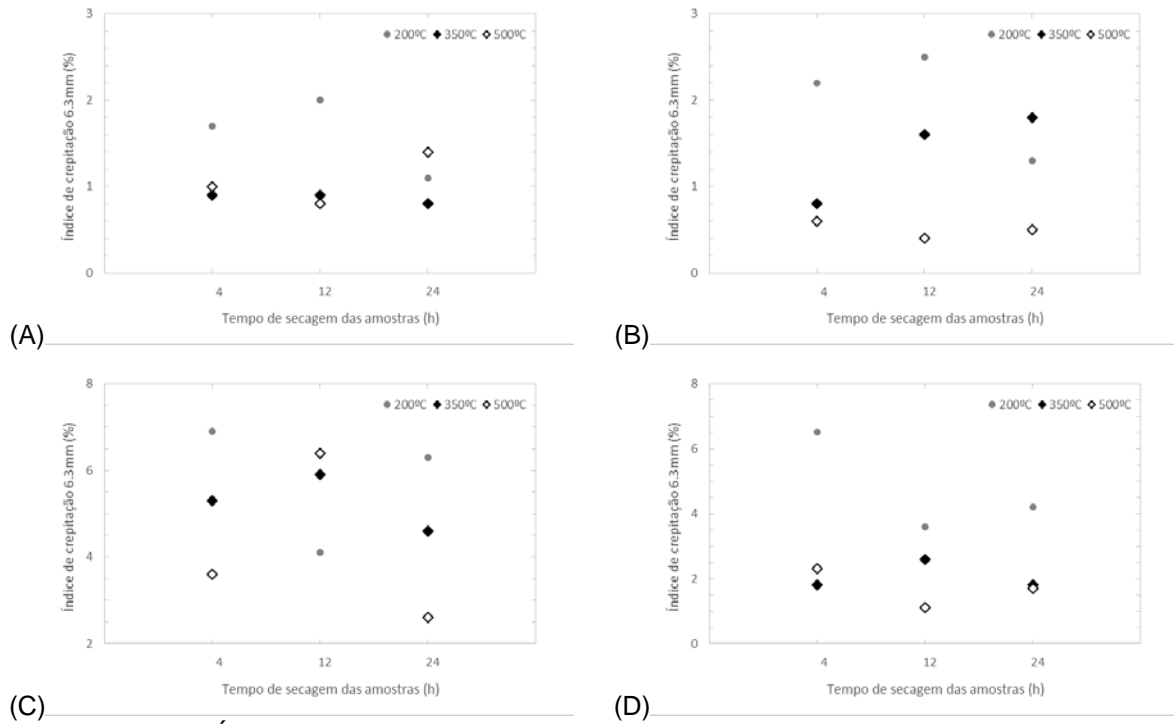 3
2
1
0
Índice de crepitação 6.3mm (%)
200ºC 350ºC 500ºC
4 12 24
Tempo de secagem das amostras (h)
(A)
3
2
1
0
Índice de crepitação 6.3mm (%)
200ºC 350ºC 500ºC
4 12 24
Tempo de secagem das amostras (h)
(B)
8
6
4
2
Índice de crepitação 6.3mm (%)
200ºC 350ºC 500ºC
4 12 24
Tempo de secagem das amostras (h)
(C)
8
6
4
2
0
Índice de crepitação 6.3mm (%)
200ºC 350ºC 500ºC
4 12 24
Tempo de secagem das amostras (h)
(D)